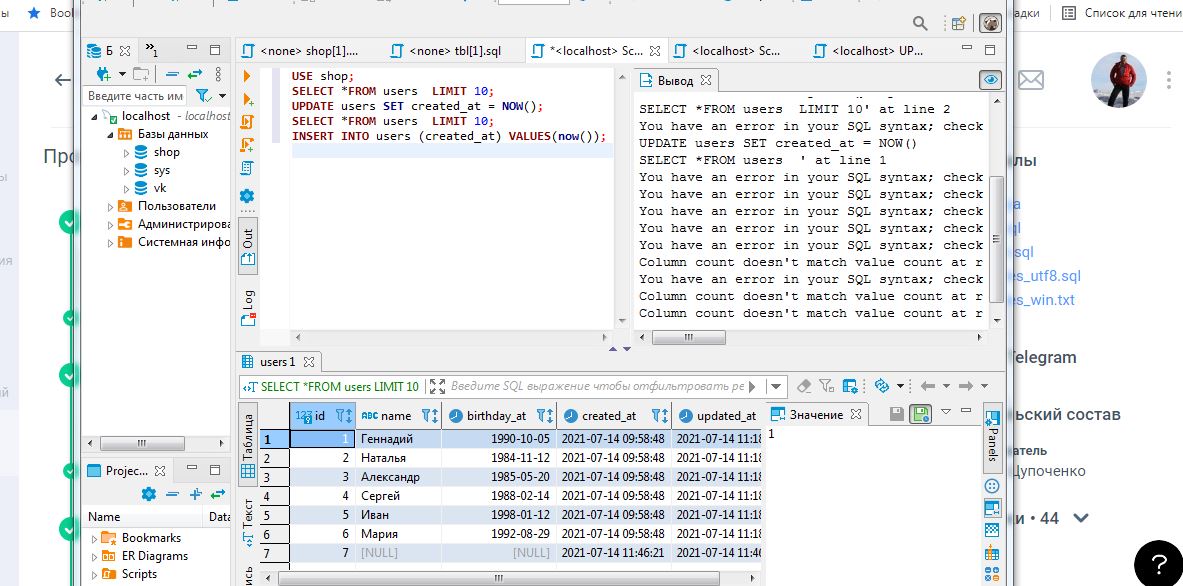 ы
Bool
адки
Список для чтени
Б
»1
<none> shop[1]....
<none> tbl[1].sql
*<localhost> Sc...
<localhost> Sc...
<localhost> UP...
Введите часть им
localhost - localhost
Базы данных
shop
sys
vk
Пользователи
Администрирова
Системная инфо
USE shop;
SELECT *FROM users  LIMIT 10;
UPDATE users SET created_at = NOW();
SELECT *FROM users  LIMIT 10;
INSERT INTO users (created_at) VALUES(now());
Out
Log
Вывод
SELECT *FROM users  LIMIT 10' at line 2
You have an error in your SQL syntax; check
UPDATE users SET created_at = NOW()
SELECT *FROM users  ' at line 1
You have an error in your SQL syntax; check
You have an error in your SQL syntax; check
You have an error in your SQL syntax; check
You have an error in your SQL syntax; check
You have an error in your SQL syntax; check
Column count doesn't match value count at r
You have an error in your SQL syntax; check
Column count doesn't match value count at r
Column count doesn't match value count at r
Пр
ы
ия
ий
users 1
SELECT *FROM users LIMIT 10
Введите SQL выражение чтобы отфильтровать ре
Таблица
Текст
ись
123 id ABC name birthday_at created_at updated_at
1 1 Геннадий 1990-10-05 2021-07-14 09:58:48 2021-07-14 11:18
2 2 Наталья 1984-11-12 2021-07-14 09:58:48 2021-07-14 11:18
3 3 Александр 1985-05-20 2021-07-14 09:58:48 2021-07-14 11:18
4 4 Сергей 1988-02-14 2021-07-14 09:58:48 2021-07-14 11:18
5 5 Иван 1998-01-12 2021-07-14 09:58:48 2021-07-14 11:18
6 6 Мария 1992-08-29 2021-07-14 09:58:48 2021-07-14 11:18
7 7 [NULL] [NULL] 2021-07-14 11:46:21 2021-07-14 11:46
Значение
1
Panels
Projec...
Name Data
Bookmarks
ER Diagrams
Scripts
лы
a
ql
sql
es_utf8.sql
es_win.txt
Telegram
ьский состав
атель
Цупоченко
и • 44
?